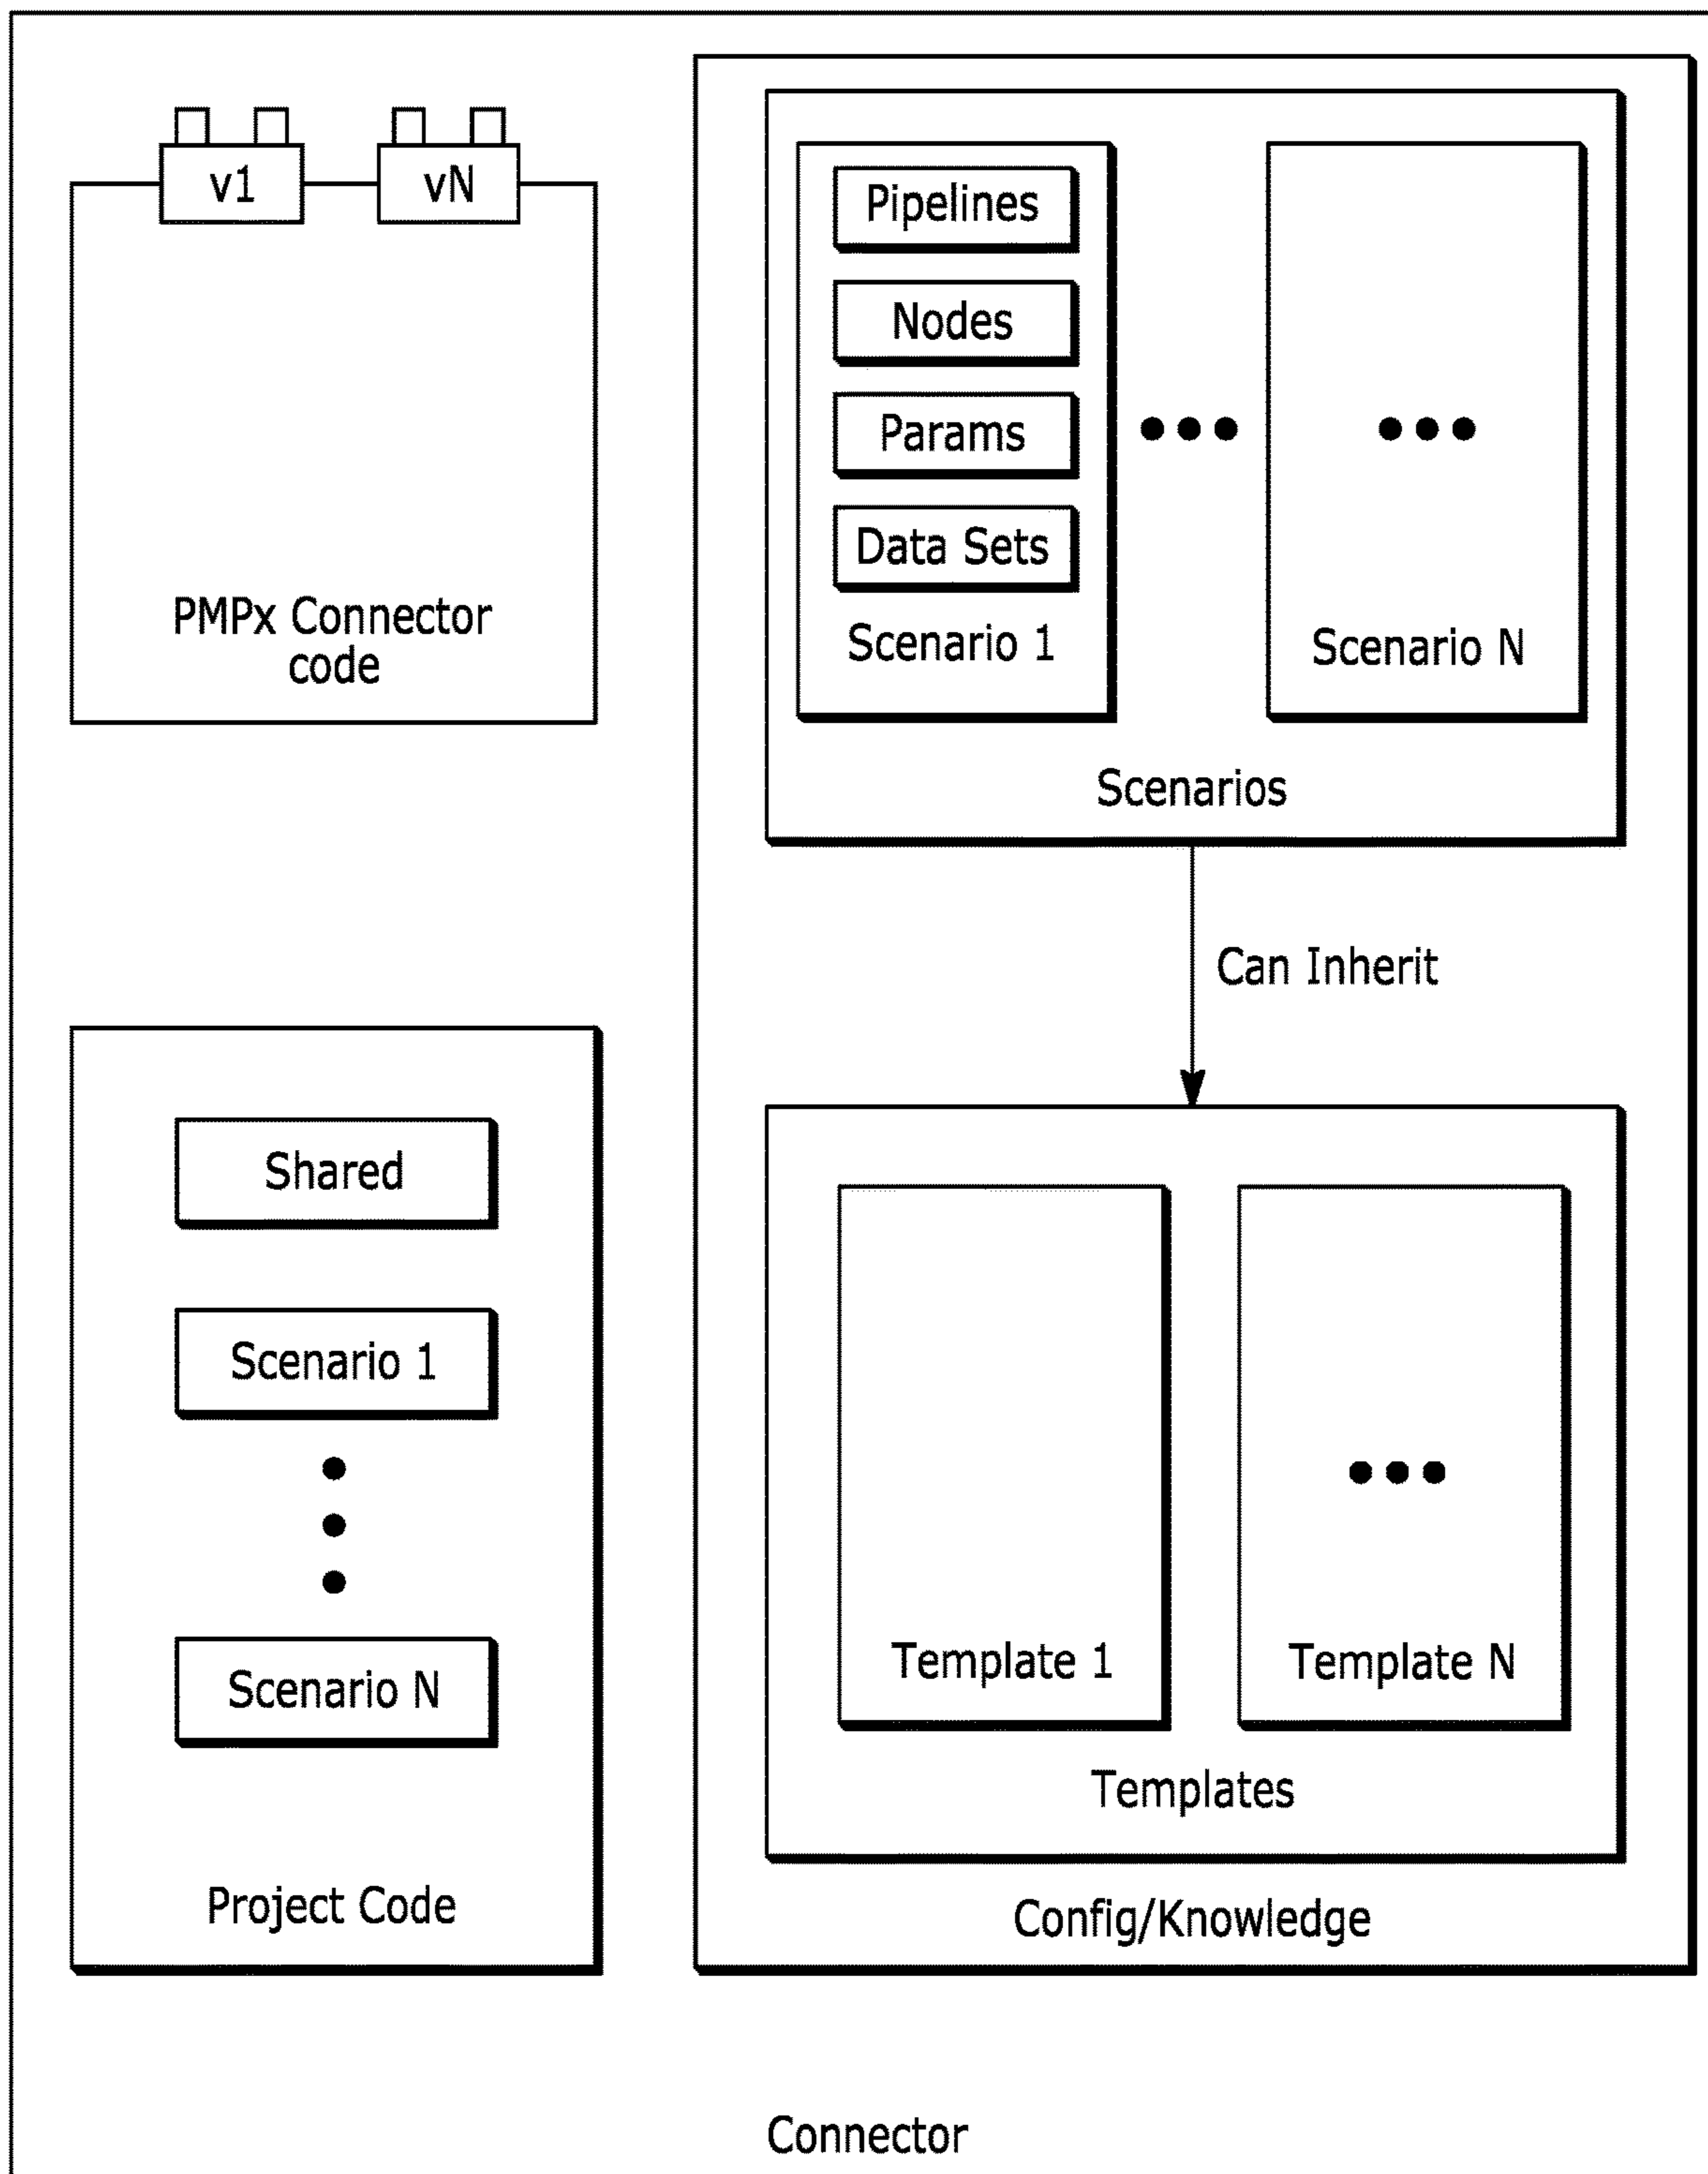 v1
vN
PMPx Connector
code
Pipelines
Nodes
Params
Data Sets
Scenario 1
Scenario N
Scenarios
Can Inherit
Shared
Scenario 1
Scenario N
Project Code
Template 1
Template N
Templates
Config/Knowledge
Connector